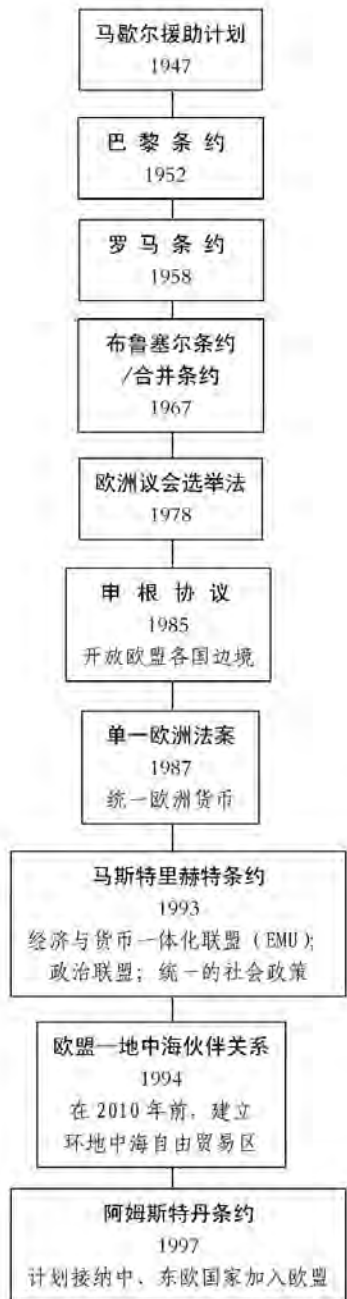 马歇尔援助计划
1947
巴黎条约
1952
罗马条约
1958
布鲁塞尔条约
/合并条约
1967
欧洲议会选举法
1978
申根协议
1985
开放欧盟各国边境
单一欧洲法案
1987
统一欧洲货币
马斯特里赫特条约
1993
经济与货币一体化联盟(EMU);
政治联盟;统一的社会政策
欧盟—地中海伙伴关系
1994
在2010年前,建立
环地中海自由贸易区
阿姆斯特丹条约
1997
计划接纳中、东欧国家加入欧盟